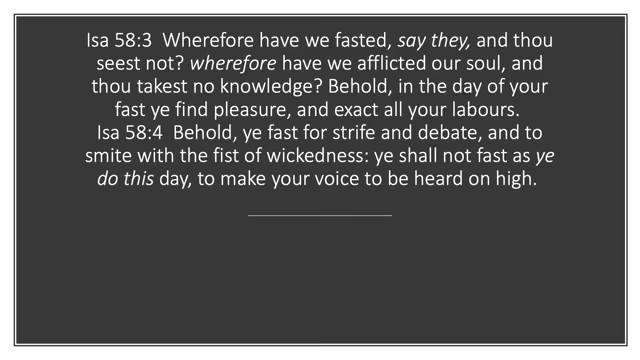 Isa 58:3  Wherefore have we fasted, say they, and thou
seest not? wherefore have we afflicted our soul, and
thou takest no knowledge? Behold, in the day of your
fast ye find pleasure, and exact all your labours.
Isa 58:4  Behold, ye fast for strife and debate, and to
smite with the fist of wickedness: ye shall not fast as ye
do this day, to make your voice to be heard on high.